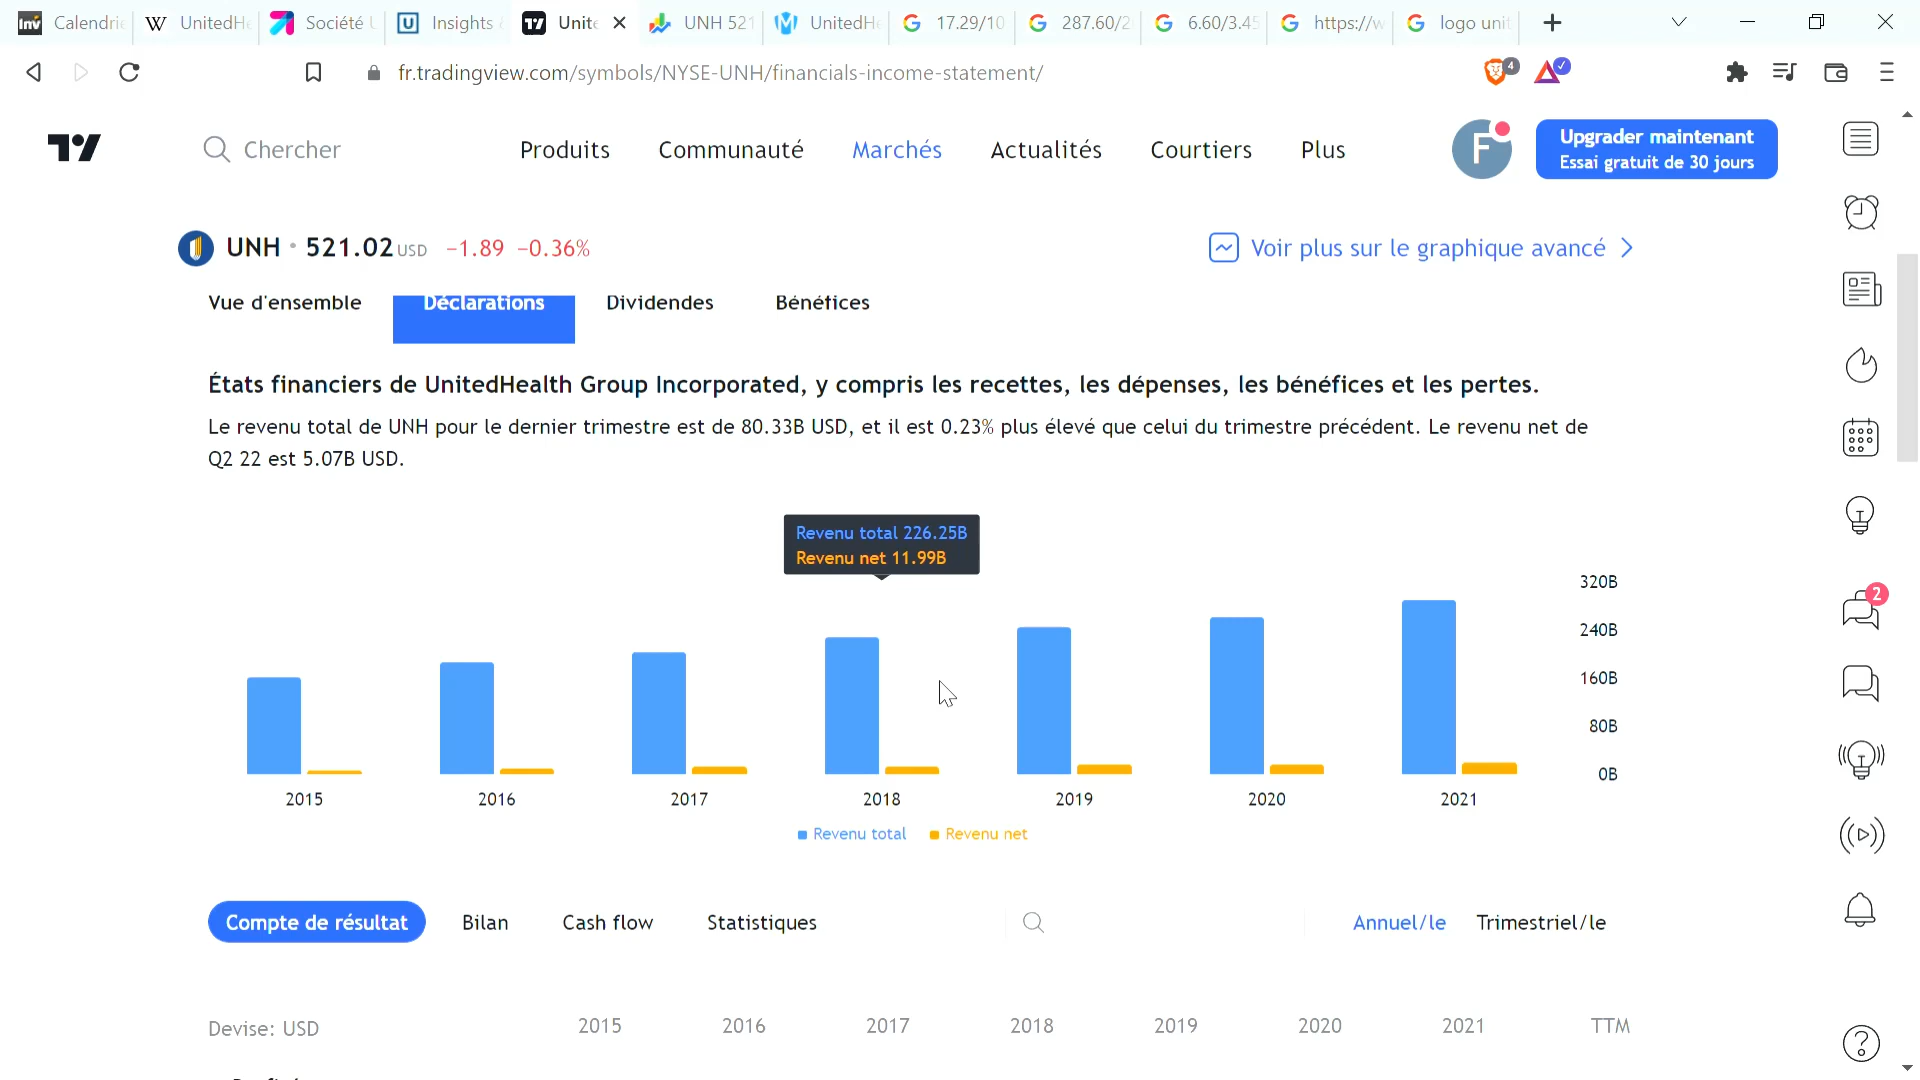 Calendrie UnitedHe Société U Insights & Unite UNH 521 UnitedHe 17.29/10 287.60/2 6.60/3.45 https://w logo unit
fr.tradingview.com/symbols/NYSE-UNH/financials-income-statement/
4
Chercher Produits Communauté Marchés Actualités Courtiers Plus F
Upgrader maintenant
Essai gratuit de 30 jours
UNH • 521.02 USD −1.89 −0.36% Voir plus sur le graphique avancé
Vue d'ensemble Déclarations Dividendes Bénéfices
États financiers de UnitedHealth Group Incorporated, y compris les recettes, les dépenses, les bénéfices et les pertes.
Le revenu total de UNH pour le dernier trimestre est de 80.33B USD, et il est 0.23% plus élevé que celui du trimestre précédent. Le revenu net de
Q2 22 est 5.07B USD.
Revenu total 226.25B
Revenu net 11.99B
320B
240B
160B
80B
0B
2015 2016 2017 2018 2019 2020 2021
Revenu total Revenu net
2
Compte de résultat Bilan Cash flow Statistiques Annuel/le Trimestriel/le
Devise: USD 2015 2016 2017 2018 2019 2020 2021 TTM